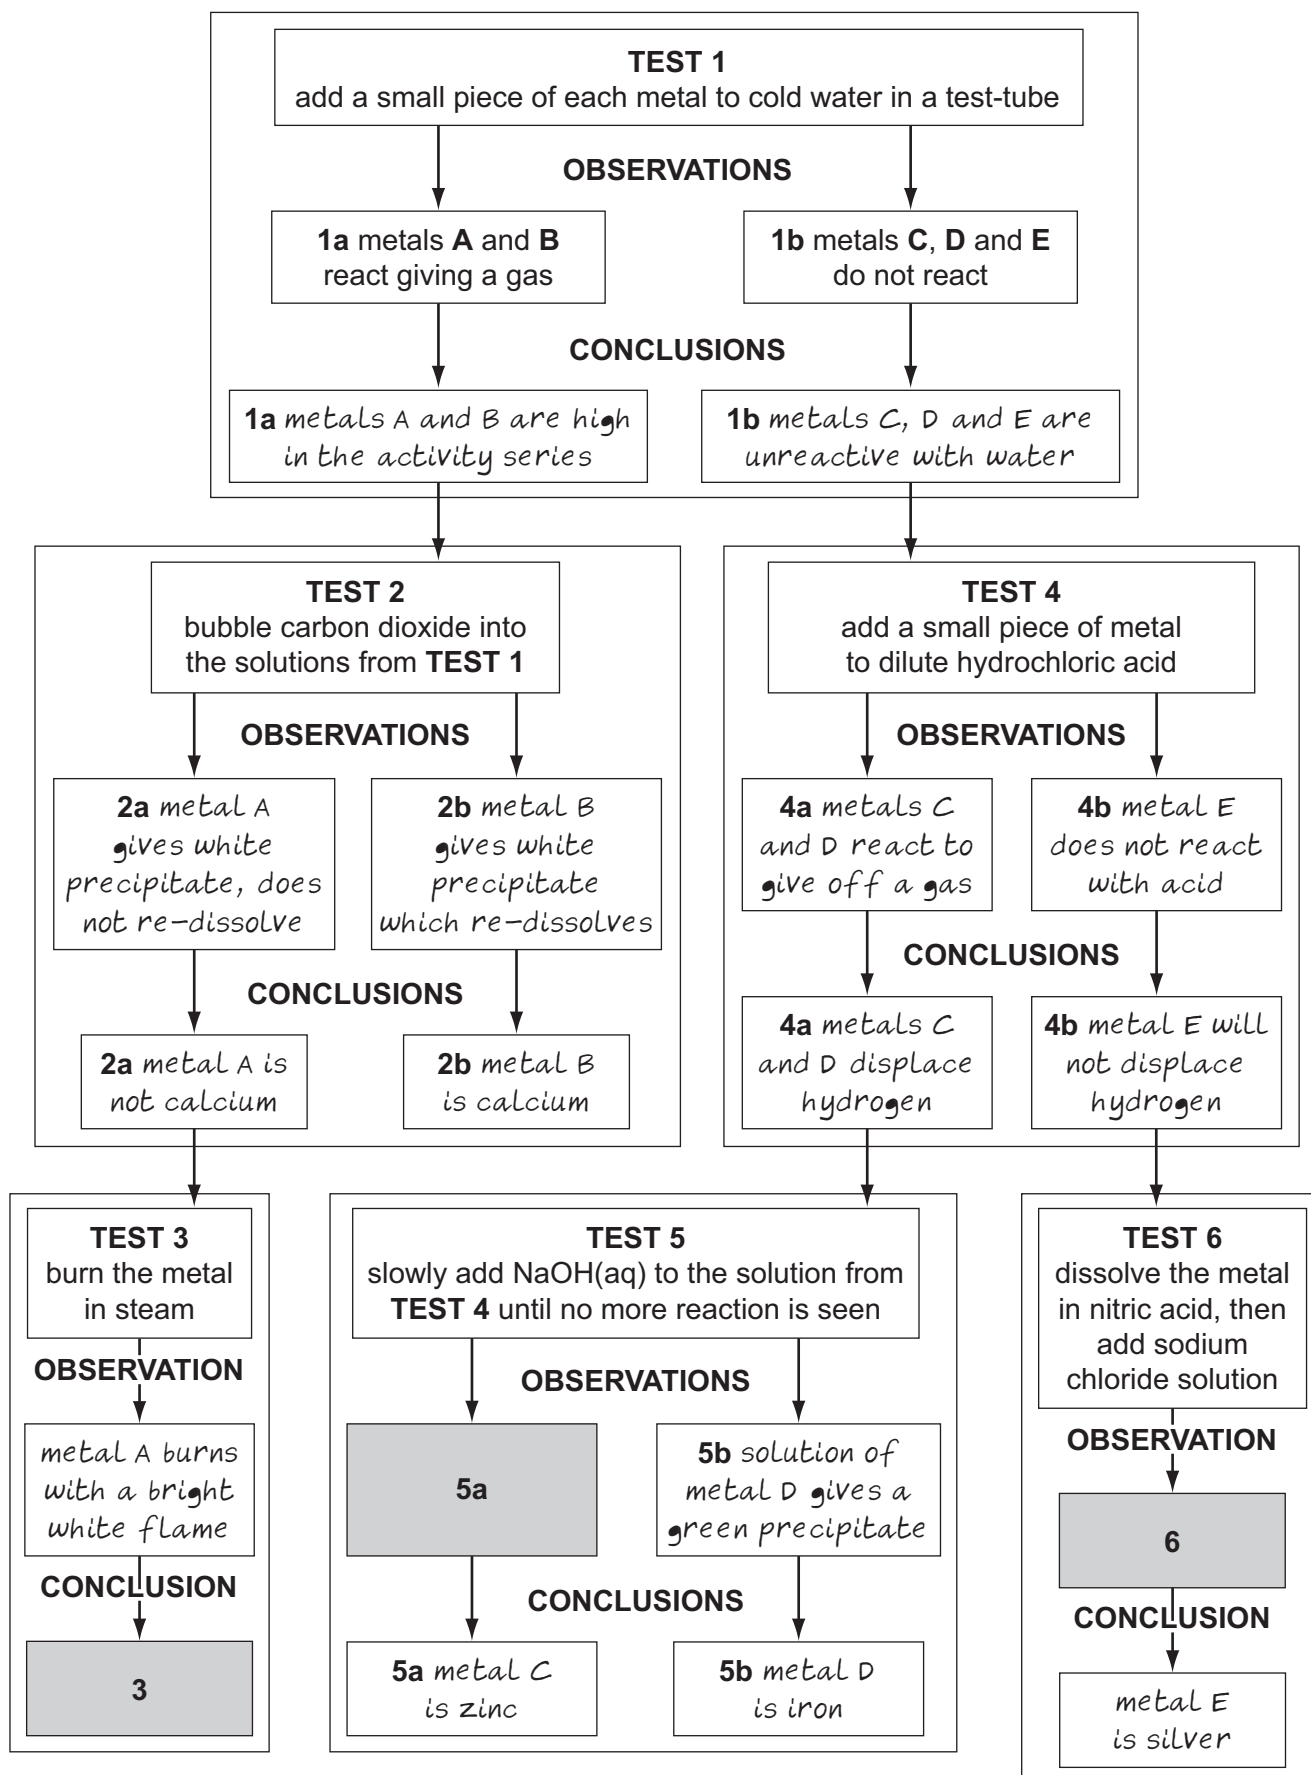 TEST 1
add a small piece of each metal to cold water in a test-tube
OBSERVATIONS
1a metals A and B
react giving a gas
1b metals C, D and E
do not react
CONCLUSIONS
1a metals A and B are high
in the activity series
1b metals C, D and E are
unreactive with water
TEST 2
bubble carbon dioxide into
the solutions from TEST 1
OBSERVATIONS
2a metal A
gives white
precipitate, does
not re-dissolve
2b metal B
gives white
precipitate
which re-dissolves
CONCLUSIONS
2a metal A is
not calcium
2b metal B
is calcium
TEST 4
add a small piece of metal
to dilute hydrochloric acid
OBSERVATIONS
4a metals C
and D react to
give off a gas
4b metal E
does not react
with acid
CONCLUSIONS
4a metals C
and D displace
hydrogen
4b metal E will
not displace
hydrogen
TEST 3
burn the metal
in steam
OBSERVATION
metal A burns
with a bright
white flame
CONCLUSION
3
TEST 5
slowly add NaOH(aq) to the solution from
TEST 4 until no more reaction is seen
OBSERVATIONS
5a
5b solution of
metal D gives a
green precipitate
CONCLUSIONS
5a metal C
is zinc
5b metal D
is iron
TEST 6
dissolve the metal
in nitric acid, then
add sodium
chloride solution
OBSERVATION
6
CONCLUSION
metal E
is silver